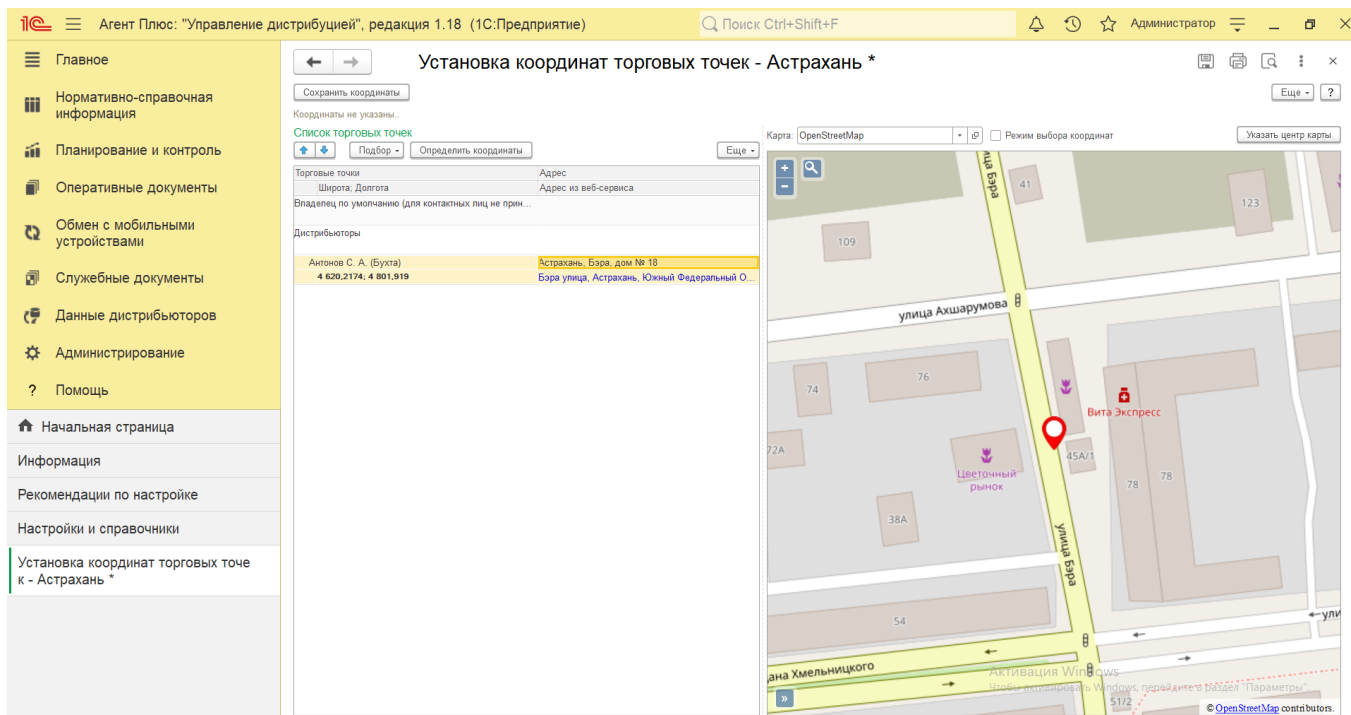 1С Агент Плюс: "Управление дистрибуцией", редакция 1.18 (1С:Предприятие)
Поиск Ctrl+Shift+F
Администратор
Главное
Нормативно-справочная
информация
Планирование и контроль
Оперативные документы
Обмен с мобильными
устройствами
Служебные документы
Данные дистрибьюторов
Администрирование
? Помощь
Начальная страница
Информация
Рекомендации по настройке
Настройки и справочники
Установка координат торговых точе
к - Астрахань *
Установка координат торговых точек - Астрахань *
Сохранить координаты
Еще
?
Координаты не указаны..
Список торговых точек
Подбор
Определить координаты
Еще
Торговые точки Адрес
Широта; Долгота Адрес из веб-сервиса
Владелец по умолчанию (для контактных лиц не прин...
Дистрибьюторы
Антонов С. А. (Бухта) Астрахань, Бэра, дом № 18
4 620,2174; 4 801,919 Бэра улица, Астрахань, Южный Федеральный О...
Карта: OpenStreetMap
Режим выбора координат
Указать центр карты
+
−
ица Бэра
41
123
109
улица Ахшарумова
74
76
Вита Экспресс
72А
45А/1
Цветочный
рынок
78
78
38А
улица Бэра
54
ули
ана Хмельницкого
Активация Windows
Чтобы активировать Windows, перейдите в раздел "Параметры".
»
51/2
© OpenStreetMap contributors.